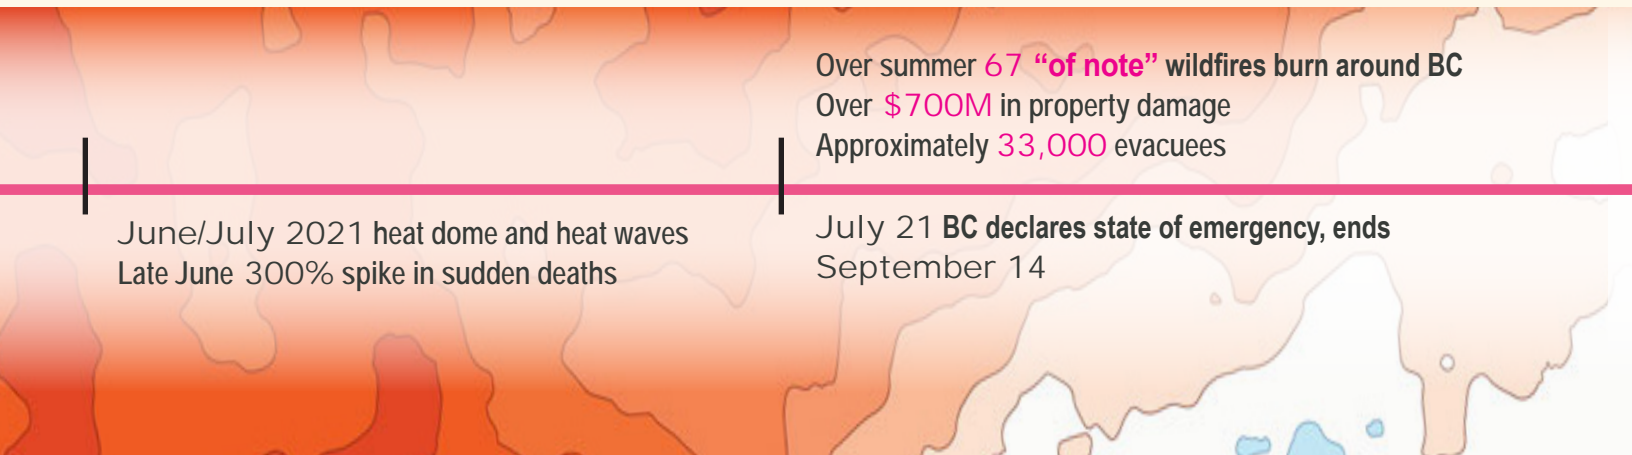 Over summer 67 “of note” wildfires burn around BC
Over $700M in property damage
Approximately 33,000 evacuees
June/July 2021 heat dome and heat waves
Late June 300% spike in sudden deaths
July 21 BC declares state of emergency, ends
September 14